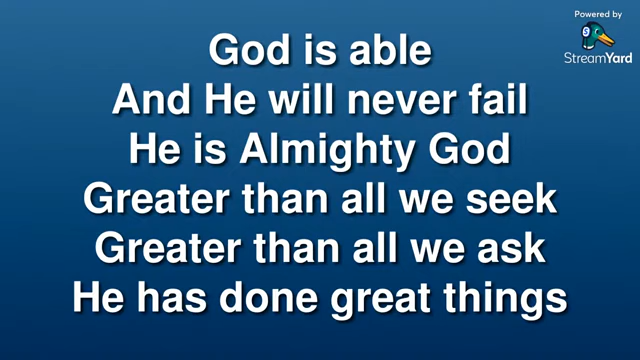 Powered by
StreamYard
God is able
And He will never fail
He is Almighty God
Greater than all we seek
Greater than all we ask
He has done great things